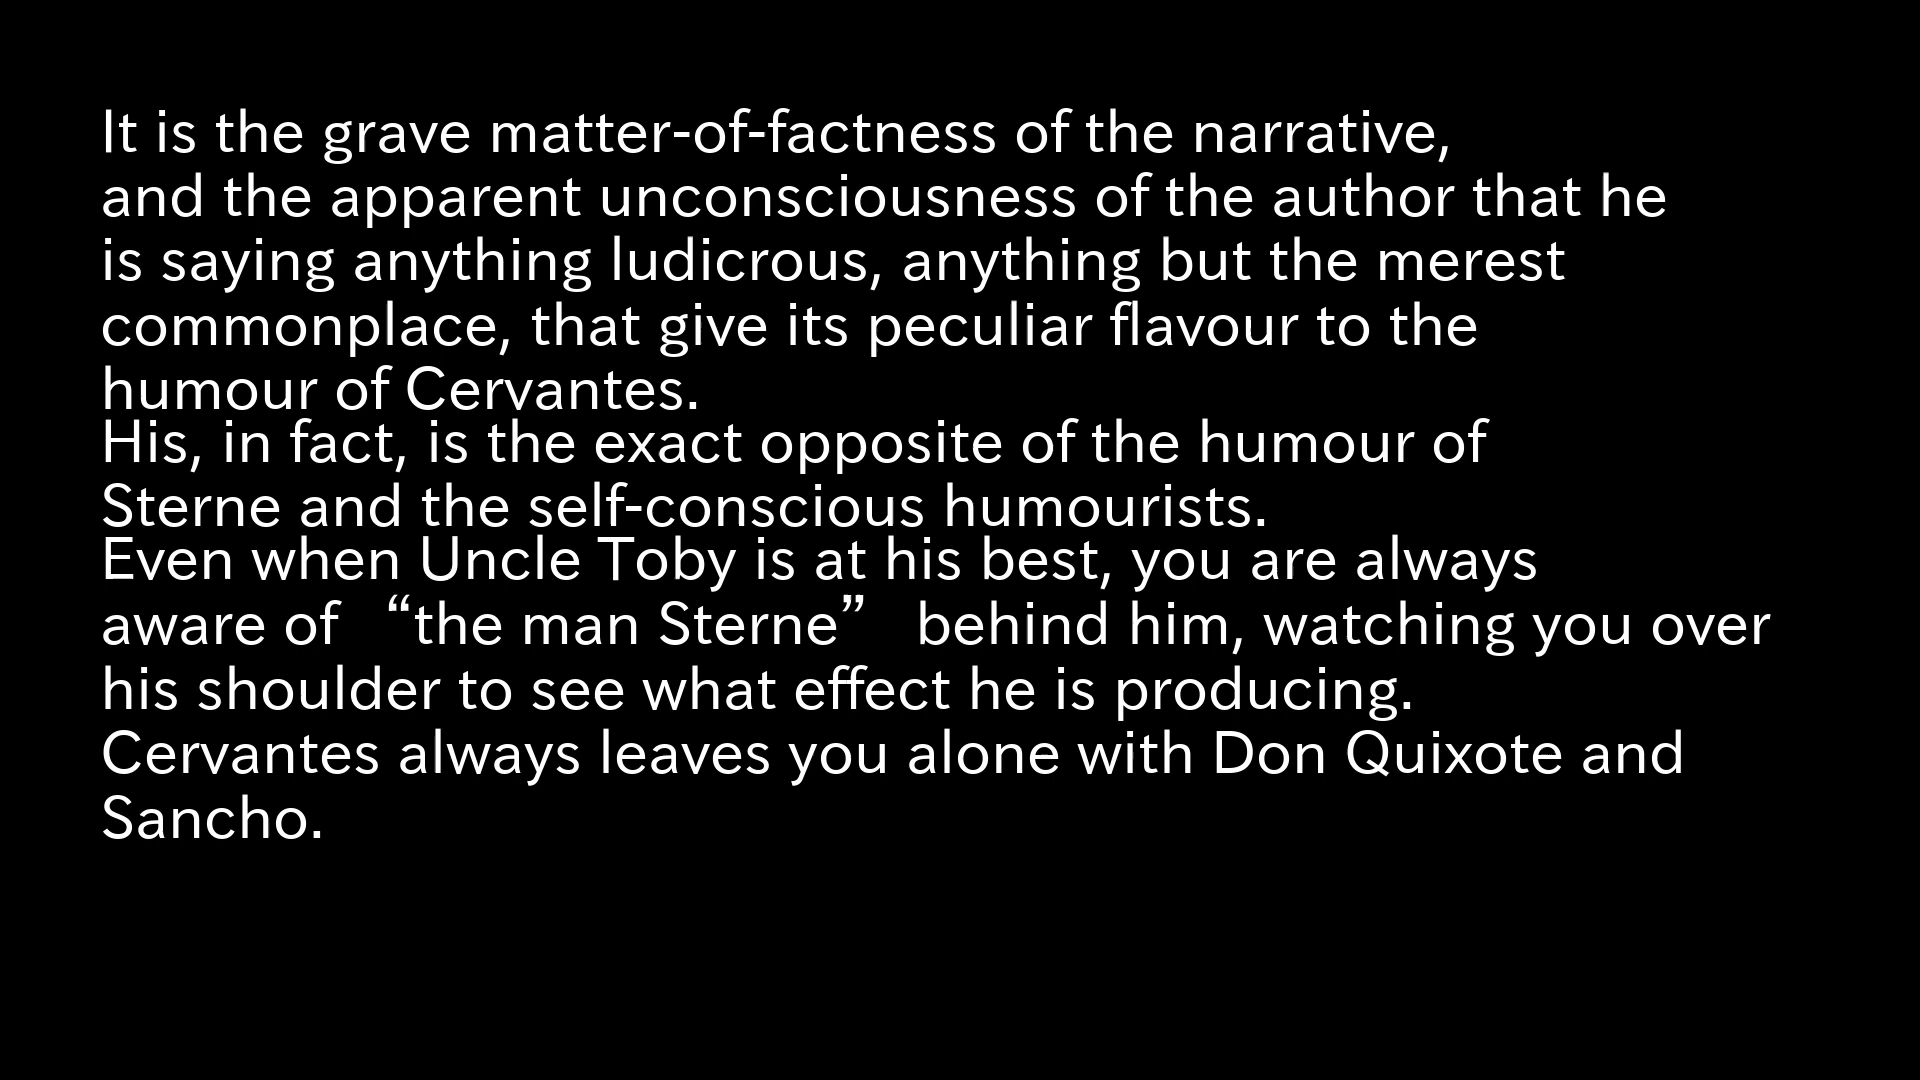 It is the grave matter-of-factness of the narrative,
and the apparent unconsciousness of the author that he
is saying anything ludicrous, anything but the merest
commonplace, that give its peculiar flavour to the
humour of Cervantes.
His, in fact, is the exact opposite of the humour of
Sterne and the self-conscious humourists.
Even when Uncle Toby is at his best, you are always
aware of “the man Sterne” behind him, watching you over
his shoulder to see what effect he is producing.
Cervantes always leaves you alone with Don Quixote and
Sancho.